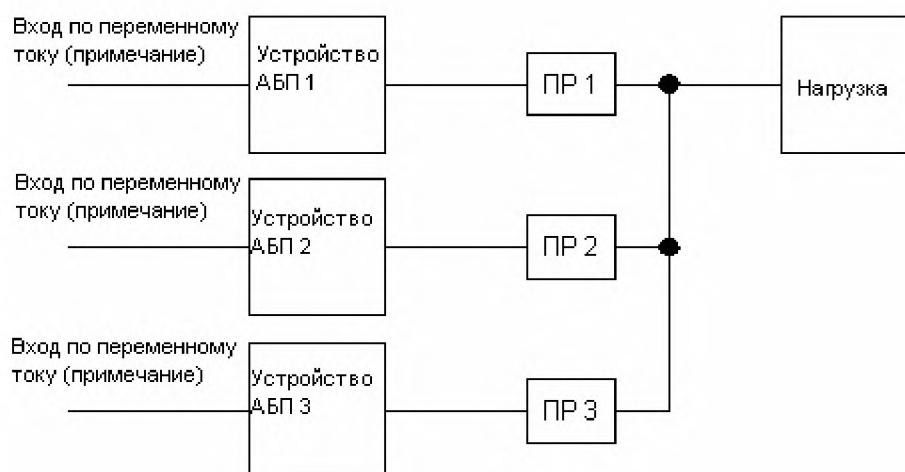 Вход по переменному
току (примечание)
Устройство
АБП 1
ПР 1
Нагрузка
Вход по переменному
току (примечание)
Устройство
АБП 2
ПР 2
Вход по переменному
току (примечание)
Устройство
АБП 3
ПР 3